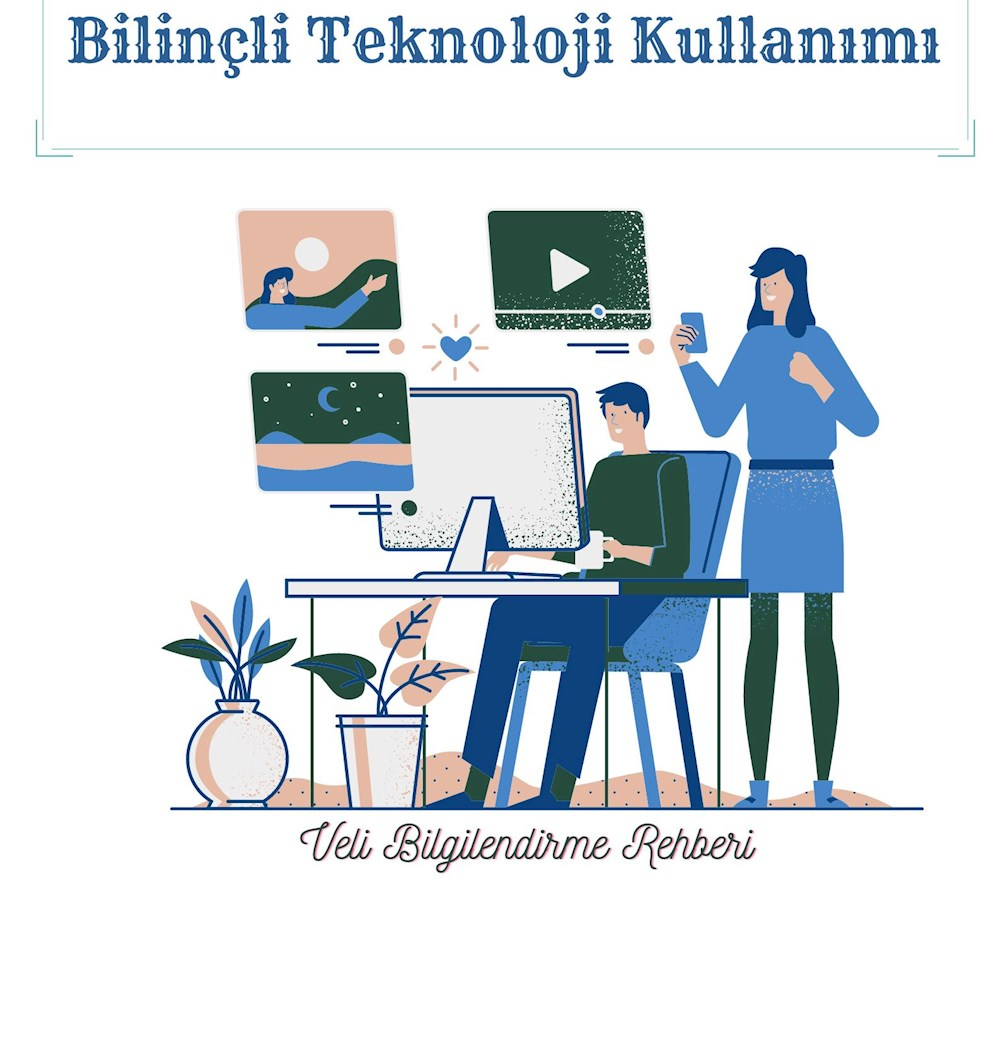 Bilinçli Teknoloji Kullanımı
Veli Bilgilendirme Rehberi